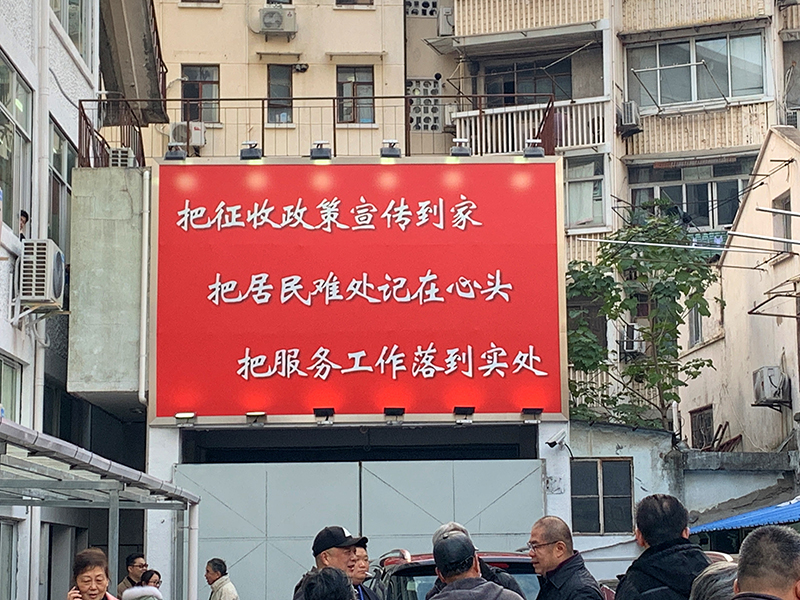 把征收政策宣传到家
把居民难处记在心头
把服务工作落到实处